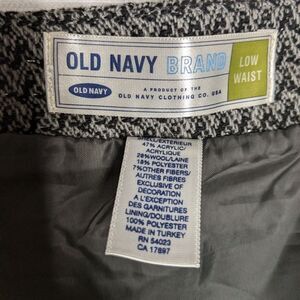 OLD NAVY BRAND
LOW
WAIST
OLD NAVY
A PRODUCT OF THE
OLD NAVY CLOTHING CO. USA
47% ACRYLIC/
ACRYLIQUE
28%WOOL/LAINE
18% POLYESTER
7%OTHER FIBERS/
AUTRES FIBRES
EXCLUSIVE OF
DECORATION
A L'EXCEPTION
DES GARNITURES
LINING/DOUBLURE
100% POLYESTER
MADE IN TURKEY
RN 54023
CA 17897